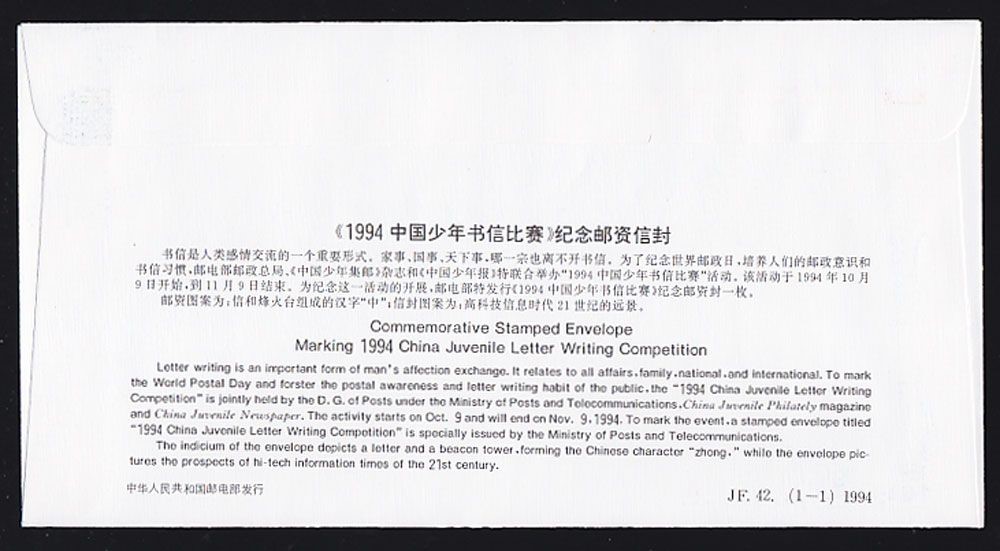 《1994 中国少年书信比赛》纪念邮资信封
书信是人类感情交流的一个重要形式。家事、国事、天下事,哪一宗也离不开书信。为了纪念世界邮政日,培养人们的邮政意识和
书信习惯,邮电部邮政总局、《中国少年集邮》杂志和《中国少年报》特联合举办“1994 中国少年书信比赛”活动。该活动于 1994 年 10 月
9 日开始,到 11 月 9 日结束。为纪念这一活动的开展,邮电部特发行《1994 中国少年书信比赛》纪念邮资封一枚。
邮资图案为:信和烽火台组成的汉字“中”;信封图案为:高科技信息时代 21 世纪的远景。
Commemorative Stamped Envelope
Marking 1994 China Juvenile Letter Writing Competition
Letter writing is an important form of man's affection exchange. It relates to all affairs, family, national, and international. To mark
the World Postal Day and forster the postal awareness and letter writing habit of the public, the “1994 China Juvenile Letter Writing
Competition” is jointly held by the D. G. of Posts under the Ministry of Posts and Telecommunications, China Juvenile Philately magazine
and China Juvenile Newspaper. The activity starts on Oct. 9 and will end on Nov. 9, 1994. To mark the event, a stamped envelope titled
“1994 China Juvenile Letter Writing Competition” is specially issued by the Ministry of Posts and Telecommunications.
The indicium of the envelope depicts a letter and a beacon tower, forming the Chinese character “zhong,” while the envelope pic-
tures the prospects of hi-tech information times of the 21st century.
中华人民共和国邮电部发行
JF. 42. (1-1) 1994